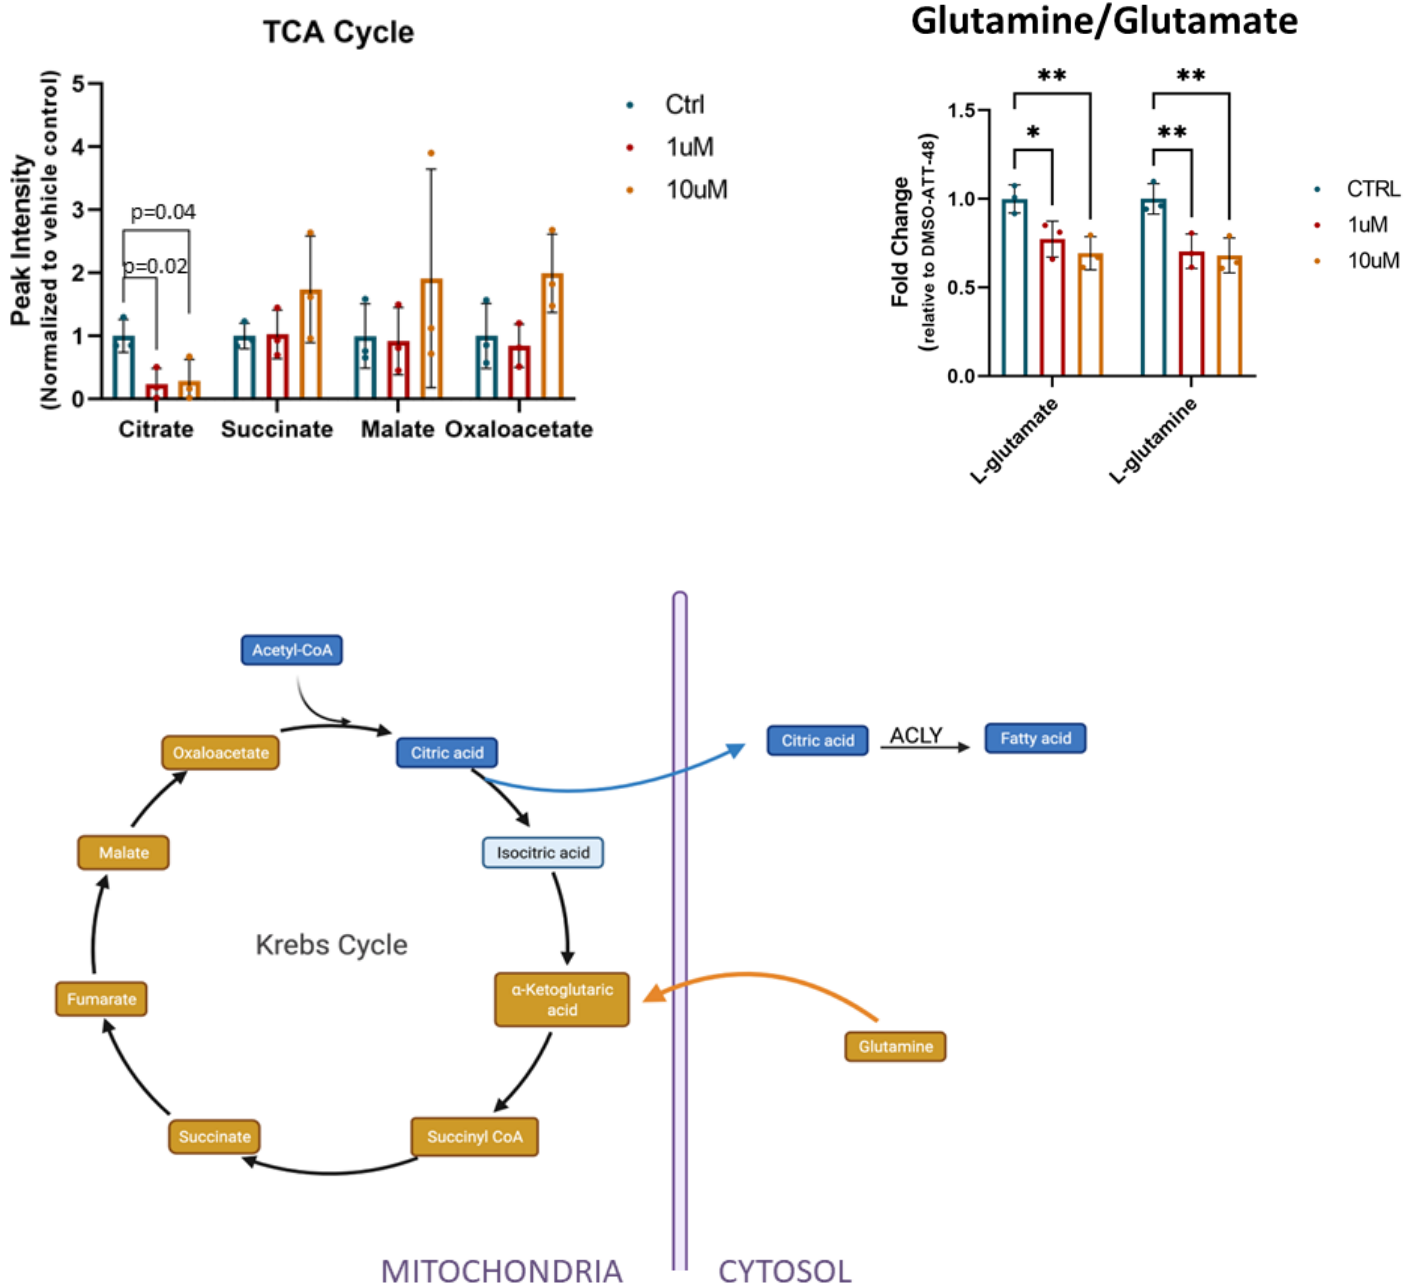 TCA Cycle
Peak Intensity
(Normalized to vehicle control)
5
4
3
2
1
0
p=0.04
p=0.02
Citrate
Succinate
Malate
Oxaloacetate
Ctrl
1uM
10uM
Glutamine/Glutamate
Fold Change
(relative to DMSO-ATT-48)
1.5
1.0
0.5
0.0
**
*
**
**
L-glutamate
L-glutamine
CTRL
1uM
10uM
Acetyl-CoA
Oxaloacetate
Citric acid
Citric acid
ACLY
Fatty acid
Malate
Isocitric acid
Krebs Cycle
Fumarate
α-Ketoglutaric
acid
Glutamine
Succinate
Succinyl CoA
MITOCHONDRIA
CYTOSOL